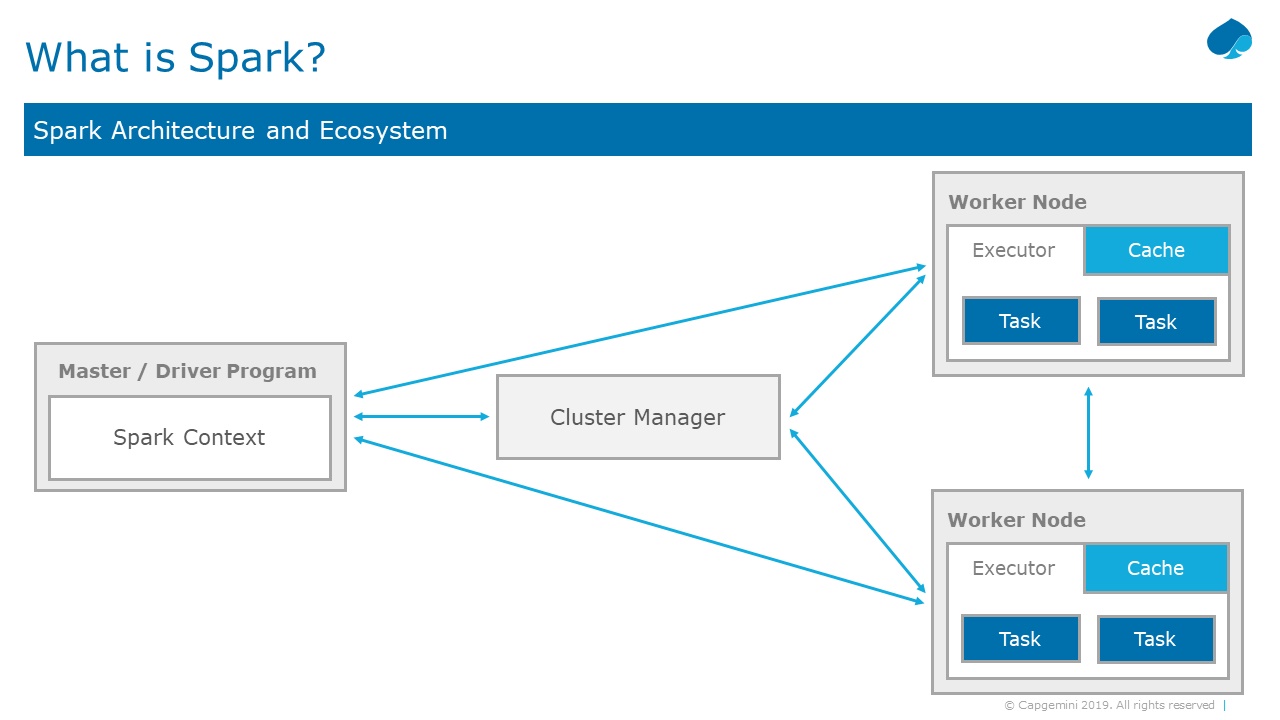 What is Spark?
Spark Architecture and Ecosystem
Master / Driver Program
Spark Context
Cluster Manager
Worker Node
Executor
Cache
Task
Task
Worker Node
Executor
Cache
Task
Task
© Capgemini 2019. All rights reserved |